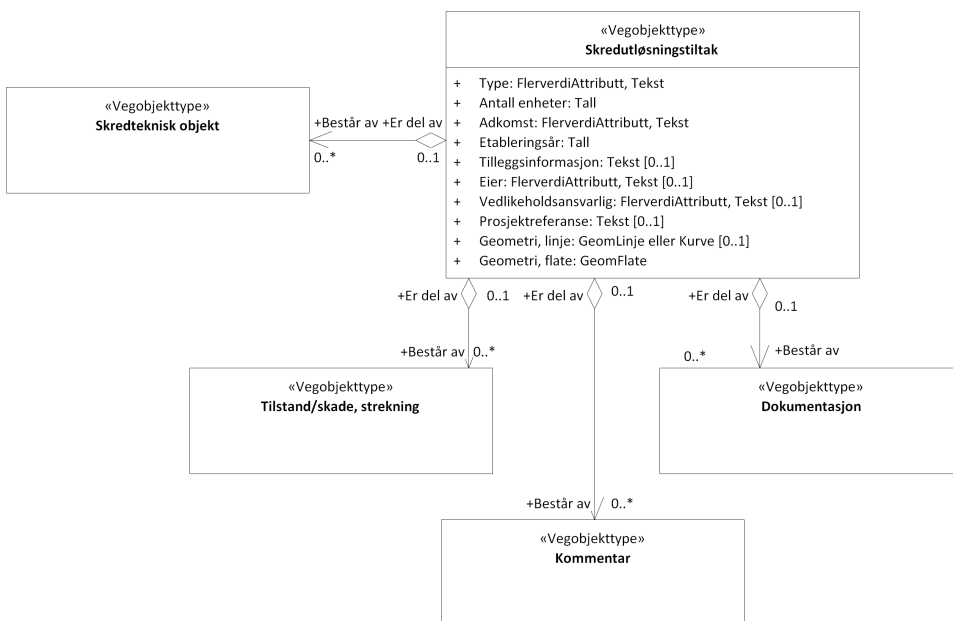 «Vegobjekttype»
Skredutløsningstiltak
+ Type: FlerverdiAttributt, Tekst
+ Antall enheter: Tall
+ Adkomst: FlerverdiAttributt, Tekst
+ Etableringsår: Tall
+ Tilleggsinformasjon: Tekst [0..1]
+ Eier: FlerverdiAttributt, Tekst [0..1]
+ Vedlikeholdsansvarlig: FlerverdiAttributt, Tekst [0..1]
+ Prosjektreferanse: Tekst [0..1]
+ Geometri, linje: GeomLinje eller Kurve [0..1]
+ Geometri, flate: GeomFlate
«Vegobjekttype»
Skredteknisk objekt
+Består av +Er del av
0..* 0..1
+Er del av 0..1 +Er del av 0..1 +Er del av 0..1
+Består av 0..* 0..* +Består av
«Vegobjekttype»
Tilstand/skade, strekning
«Vegobjekttype»
Dokumentasjon
+Består av 0..*
«Vegobjekttype»
Kommentar